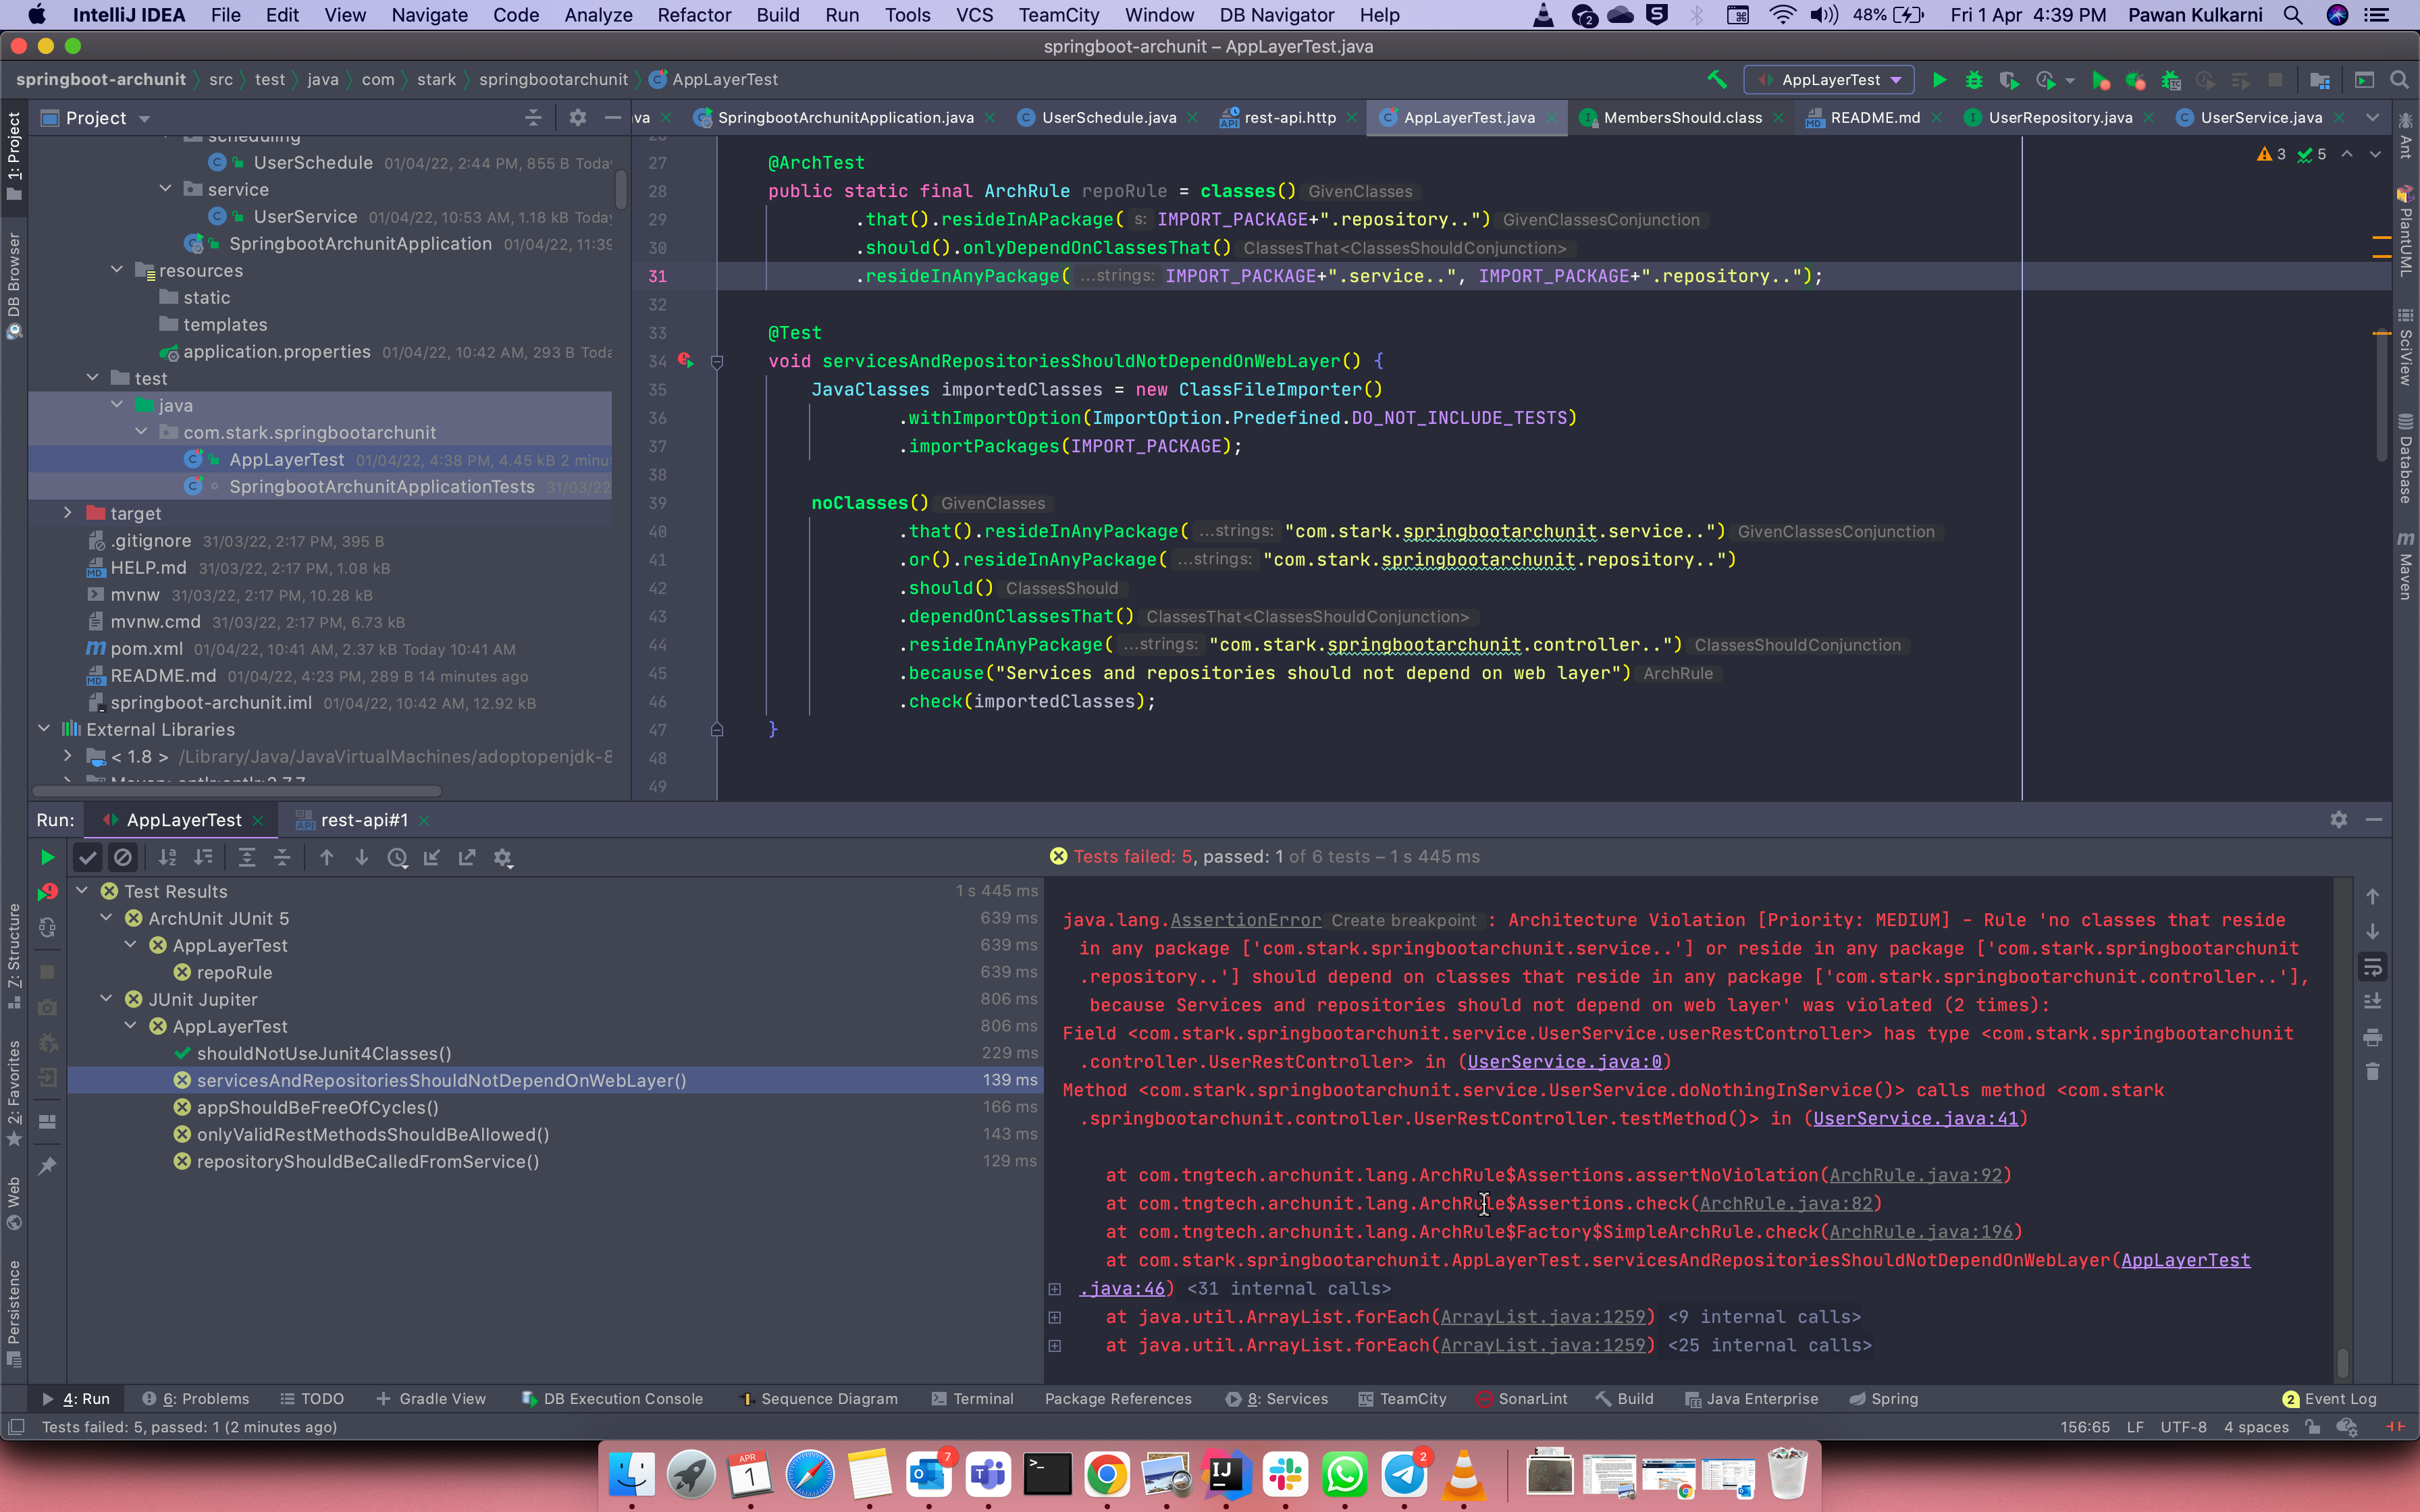 IntelliJ IDEA File Edit View Navigate Code Analyze Refactor Build Run Tools VCS TeamCity Window DB Navigator Help 2 S 48% Fri 1 Apr 4:39 PM Pawan Kulkarni
springboot-archunit – AppLayerTest.java
springboot-archunit src test java com stark springbootarchunit AppLayerTest AppLayerTest
Project
va SpringbootArchunitApplication.java UserSchedule.java rest-api.http AppLayerTest.java MembersShould.class README.md UserRepository.java UserService.java
1: Project
DB Browser
Z: Structure
2: Favorites
Web
Persistence
scheduling
UserSchedule 01/04/22, 2:44 PM, 855 B Toda
service
UserService 01/04/22, 10:53 AM, 1.18 kB Today
SpringbootArchunitApplication 01/04/22, 11:39
resources
static
templates
application.properties 01/04/22, 10:42 AM, 293 B Toda
test
java
com.stark.springbootarchunit
AppLayerTest 01/04/22, 4:38 PM, 4.45 kB 2 minu
SpringbootArchunitApplicationTests 31/03/22
target
.gitignore 31/03/22, 2:17 PM, 395 B
HELP.md 31/03/22, 2:17 PM, 1.08 kB
mvnw 31/03/22, 2:17 PM, 10.28 kB
mvnw.cmd 31/03/22, 2:17 PM, 6.73 kB
pom.xml 01/04/22, 10:41 AM, 2.37 kB Today 10:41 AM
README.md 01/04/22, 4:23 PM, 289 B 14 minutes ago
springboot-archunit.iml 01/04/22, 10:42 AM, 12.92 kB
External Libraries
< 1.8 > /Library/Java/JavaVirtualMachines/adoptopenjdk-8
3 5
27 @ArchTest
28 public static final ArchRule repoRule = classes() GivenClasses
29 .that().resideInAPackage( s: IMPORT_PACKAGE+".repository..") GivenClassesConjunction
30 .should().onlyDependOnClassesThat() ClassesThat<ClassesShouldConjunction>
31 .resideInAnyPackage( ...strings: IMPORT_PACKAGE+".service..", IMPORT_PACKAGE+".repository..");
32
33 @Test
34 void servicesAndRepositoriesShouldNotDependOnWebLayer() {
35 JavaClasses importedClasses = new ClassFileImporter()
36 .withImportOption(ImportOption.Predefined.DO_NOT_INCLUDE_TESTS)
37 .importPackages(IMPORT_PACKAGE);
38
39 noClasses() GivenClasses
40 .that().resideInAnyPackage( ...strings: "com.stark.springbootarchunit.service..") GivenClassesConjunction
41 .or().resideInAnyPackage( ...strings: "com.stark.springbootarchunit.repository..")
42 .should() ClassesShould
43 .dependOnClassesThat() ClassesThat<ClassesShouldConjunction>
44 .resideInAnyPackage( ...strings: "com.stark.springbootarchunit.controller..") ClassesShouldConjunction
45 .because("Services and repositories should not depend on web layer") ArchRule
46 .check(importedClasses);
47 }
48
49
Ant
PlantUML
SciView
Database
Maven
Run: AppLayerTest rest-api#1
Tests failed: 5, passed: 1 of 6 tests – 1 s 445 ms
Test Results 1 s 445 ms
ArchUnit JUnit 5 639 ms
AppLayerTest 639 ms
repoRule 639 ms
JUnit Jupiter 806 ms
AppLayerTest 806 ms
shouldNotUseJunit4Classes() 229 ms
servicesAndRepositoriesShouldNotDependOnWebLayer() 139 ms
appShouldBeFreeOfCycles() 166 ms
onlyValidRestMethodsShouldBeAllowed() 143 ms
repositoryShouldBeCalledFromService() 129 ms
java.lang.AssertionError Create breakpoint : Architecture Violation [Priority: MEDIUM] - Rule 'no classes that reside
in any package ['com.stark.springbootarchunit.service..'] or reside in any package ['com.stark.springbootarchunit
.repository..'] should depend on classes that reside in any package ['com.stark.springbootarchunit.controller..'],
because Services and repositories should not depend on web layer' was violated (2 times):
Field <com.stark.springbootarchunit.service.UserService.userRestController> has type <com.stark.springbootarchunit
.controller.UserRestController> in (UserService.java:0)
Method <com.stark.springbootarchunit.service.UserService.doNothingInService()> calls method <com.stark
.springbootarchunit.controller.UserRestController.testMethod()> in (UserService.java:41)
at com.tngtech.archunit.lang.ArchRule$Assertions.assertNoViolation(ArchRule.java:92)
at com.tngtech.archunit.lang.ArchRule$Assertions.check(ArchRule.java:82)
at com.tngtech.archunit.lang.ArchRule$Factory$SimpleArchRule.check(ArchRule.java:196)
at com.stark.springbootarchunit.AppLayerTest.servicesAndRepositoriesShouldNotDependOnWebLayer(AppLayerTest
.java:46) <31 internal calls>
at java.util.ArrayList.forEach(ArrayList.java:1259) <9 internal calls>
at java.util.ArrayList.forEach(ArrayList.java:1259) <25 internal calls>
4: Run 6: Problems TODO Gradle View DB Execution Console Sequence Diagram Terminal Package References 8: Services TeamCity SonarLint Build Java Enterprise Spring 2 Event Log
Tests failed: 5, passed: 1 (2 minutes ago) 156:65 LF UTF-8 4 spaces
APR 1 7 IJ 2